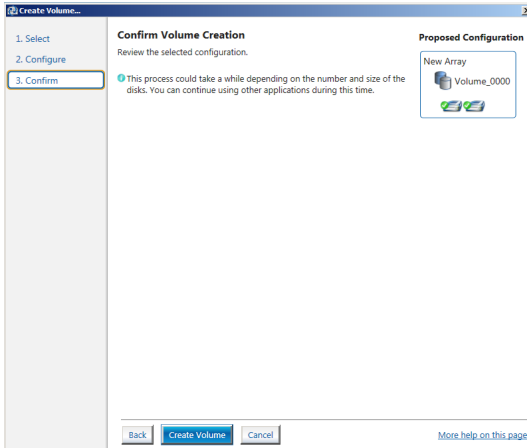 Create Volume...
1. Select
2. Configure
3. Confirm
Confirm Volume Creation
Review the selected configuration.
This process could take a while depending on the number and size of the
disks. You can continue using other applications during this time.
Proposed Configuration
New Array
Volume_0000
Back
Create Volume
Cancel
More help on this page